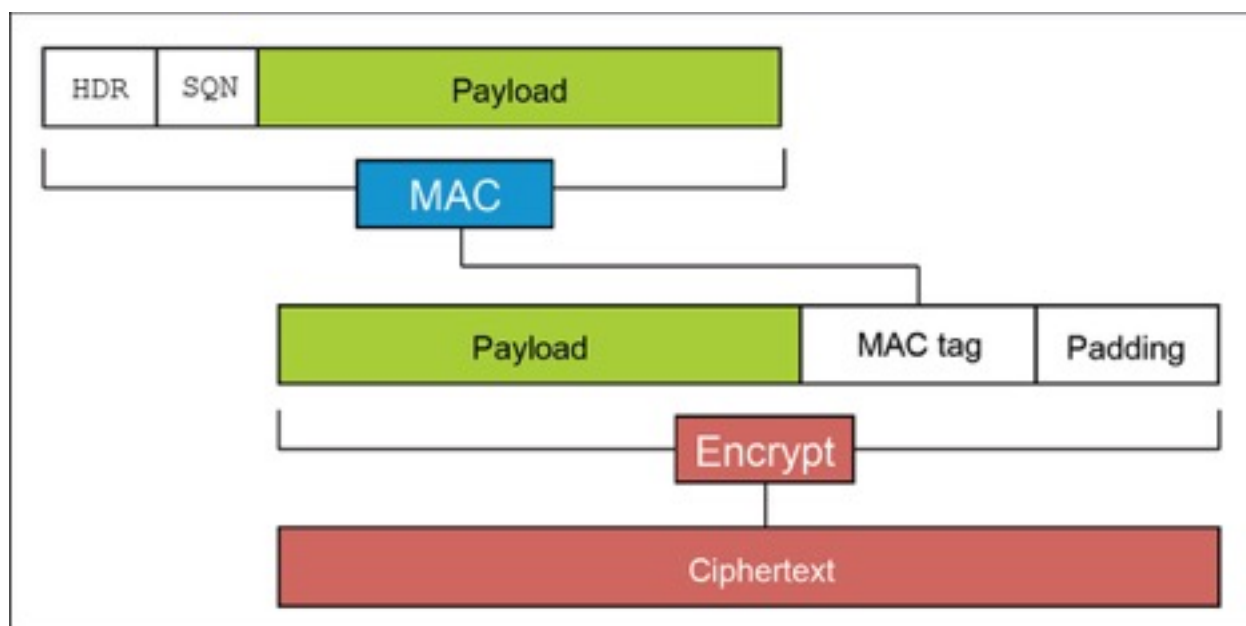 HDR SQN Payload
MAC
Payload MAC tag Padding
Encrypt
Ciphertext